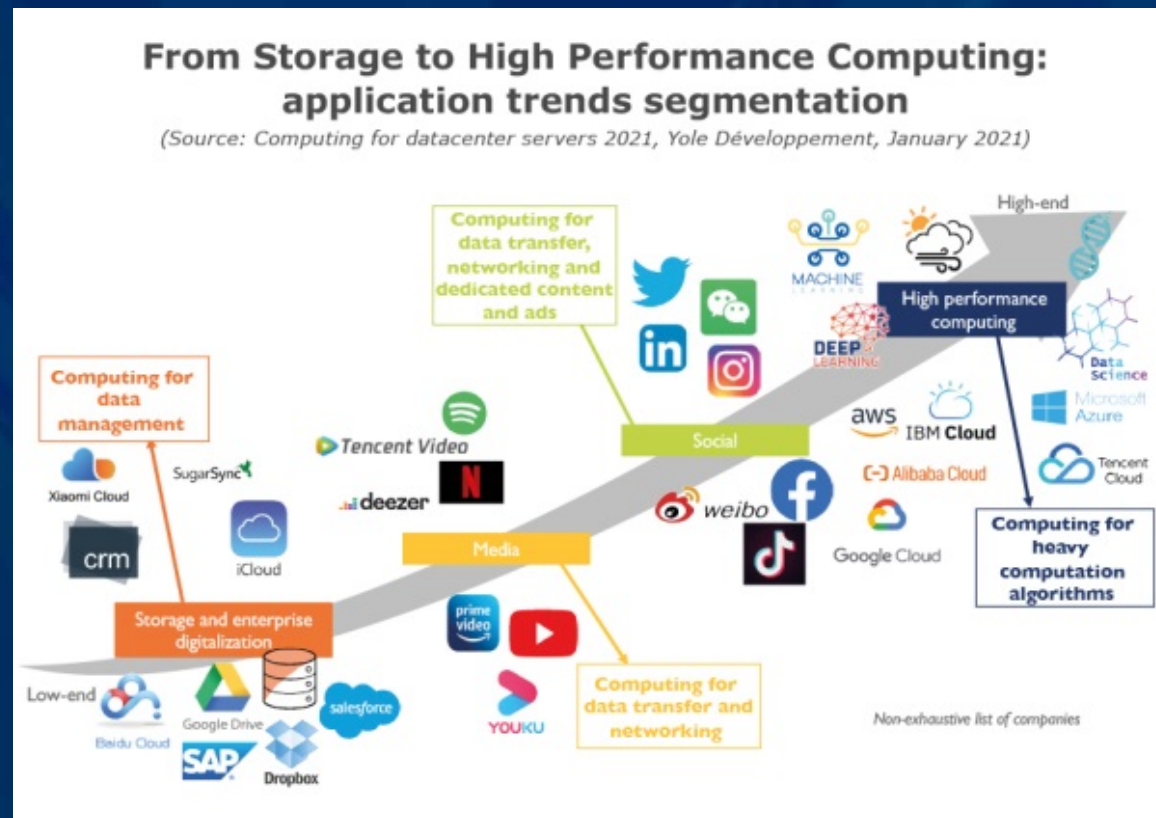 From Storage to High Performance Computing:
application trends segmentation
(Source: Computing for datacenter servers 2021, Yole Développement, January 2021)
High-end
Computing for
data transfer,
networking and
dedicated content
and ads
MACHINE
LEARNING
High performance
computing
DEEP
LEARNING
in
Data
Science
Computing for
data
management
Microsoft
Azure
aws
IBM Cloud
Tencent Video
Social
SugarSync
Xiaomi Cloud
Alibaba Cloud
Tencent
Cloud
deezer
N
weibo
crm
iCloud
Media
Google Cloud
Computing for
heavy
computation
algorithms
Storage and enterprise
digitalization
prime
video
Low-end
Google Drive
salesforce
Baidu Cloud
SAP
Dropbox
YOUKU
Computing for
data transfer and
networking
Non-exhaustive list of companies